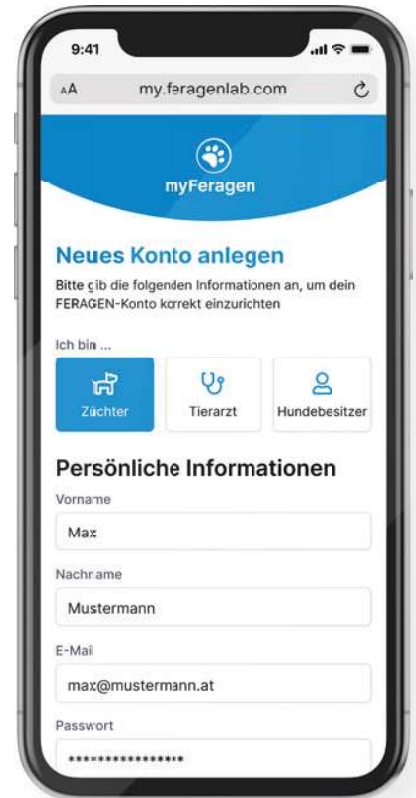 9:41
AA my.feragenlab.com
myFeragen
Neues Konto anlegen
Bitte gib die folgenden Informationen an, um dein
FERAGEN-Konto korrekt einzurichten
Ich bin ...
Züchter Tierarzt Hundebesitzer
Persönliche Informationen
Vorname
Max
Nachname
Mustermann
E-Mail
max@mustermann.at
Passwort
****************